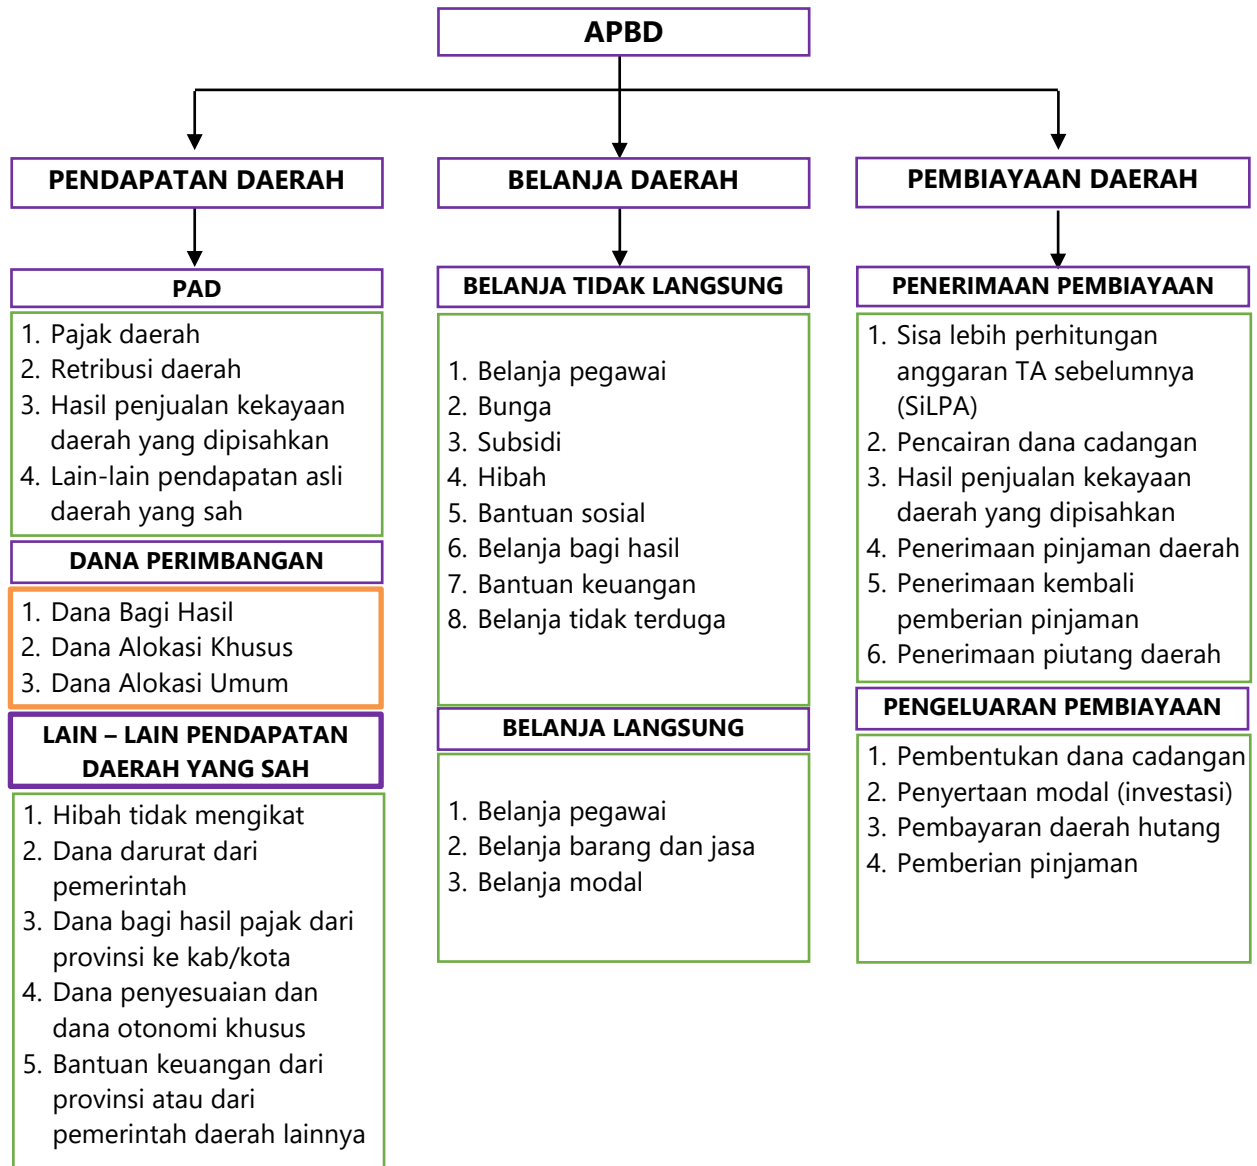 APBD
PENDAPATAN DAERAH
PAD
1. Pajak daerah
2. Retribusi daerah
3. Hasil penjualan kekayaan
daerah yang dipisahkan
4. Lain-lain pendapatan asli
daerah yang sah
DANA PERIMBANGAN
1. Dana Bagi Hasil
2. Dana Alokasi Khusus
3. Dana Alokasi Umum
LAIN – LAIN PENDAPATAN
DAERAH YANG SAH
1. Hibah tidak mengikat
2. Dana darurat dari
pemerintah
3. Dana bagi hasil pajak dari
provinsi ke kab/kota
4. Dana penyesuaian dan
dana otonomi khusus
5. Bantuan keuangan dari
provinsi atau dari
pemerintah daerah lainnya
BELANJA DAERAH
BELANJA TIDAK LANGSUNG
1. Belanja pegawai
2. Bunga
3. Subsidi
4. Hibah
5. Bantuan sosial
6. Belanja bagi hasil
7. Bantuan keuangan
8. Belanja tidak terduga
BELANJA LANGSUNG
1. Belanja pegawai
2. Belanja barang dan jasa
3. Belanja modal
PEMBIAYAAN DAERAH
PENERIMAAN PEMBIAYAAN
1. Sisa lebih perhitungan
anggaran TA sebelumnya
(SiLPA)
2. Pencairan dana cadangan
3. Hasil penjualan kekayaan
daerah yang dipisahkan
4. Penerimaan pinjaman daerah
5. Penerimaan kembali
pemberian pinjaman
6. Penerimaan piutang daerah
PENGELUARAN PEMBIAYAAN
1. Pembentukan dana cadangan
2. Penyertaan modal (investasi)
3. Pembayaran daerah hutang
4. Pemberian pinjaman